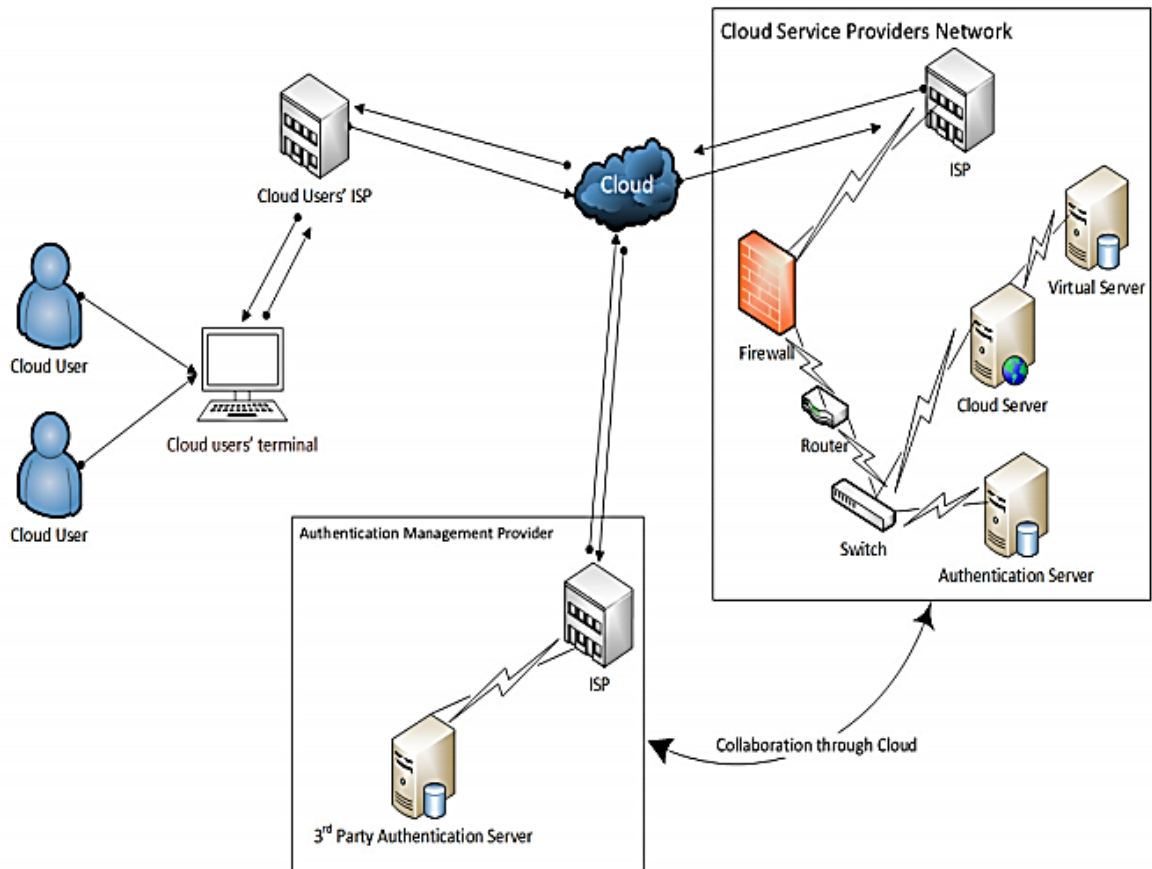 Cloud Service Providers Network
ISP
Cloud Users' ISP
Cloud
Virtual Server
Cloud User
Firewall
Cloud Server
Cloud users' terminal
Router
Cloud User
Authentication Management Provider
Switch
Authentication Server
ISP
Collaboration through Cloud
3rd Party Authentication Server